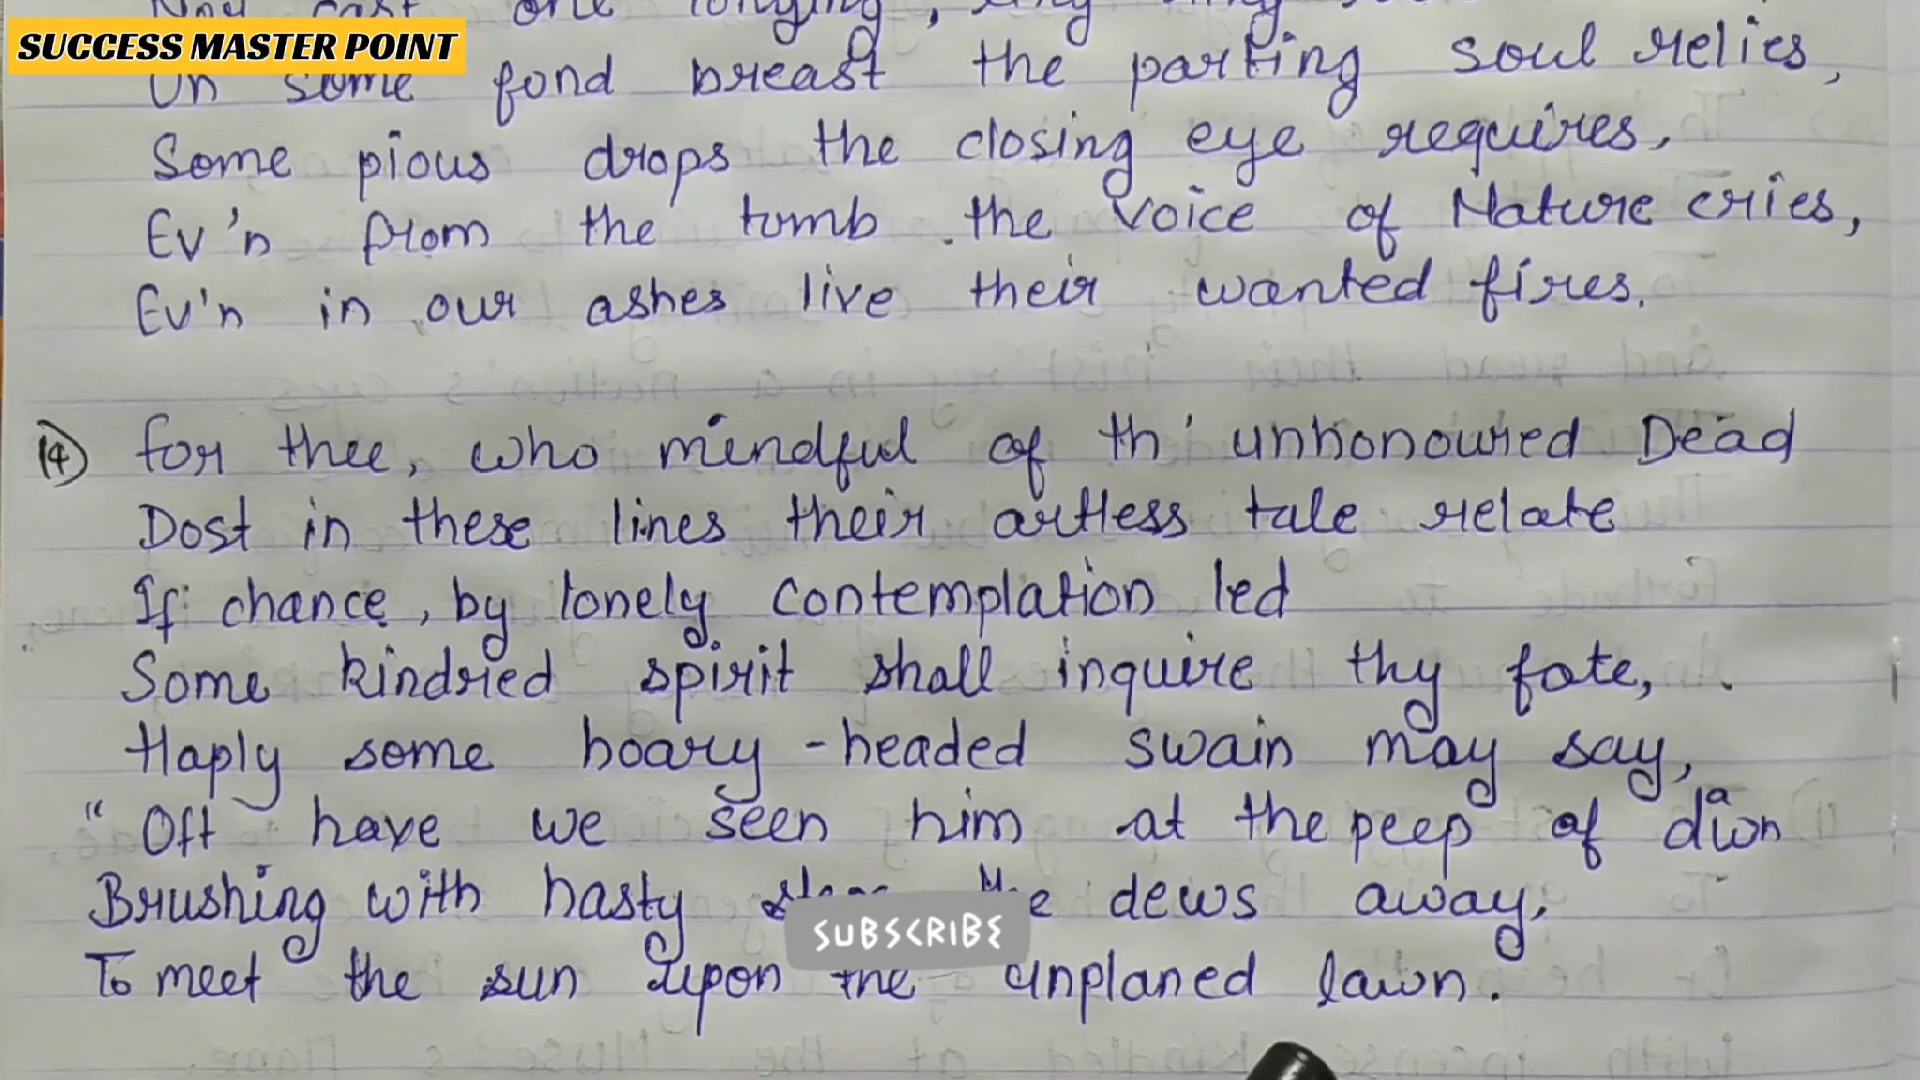 one longing,
SUCCESS MASTER POINT
On some fond breast the parting soul relies,
Some pious drops the closing eye requires,
Ev'n from the tomb the voice of Nature cries,
Ev'n in our ashes live their wanted fires.
14 for thee, who mindful of th' unhonoured Dead
Dost in these lines their artless tale relate
If chance, by lonely contemplation led
Some kindred spirit shall inquire thy fate,
Haply some hoary-headed swain may say,
"Oft have we seen him at the peep of dawn
Brushing with hasty the dews away,
SUBSCRIBE
To meet the sun upon the unplaned lawn.